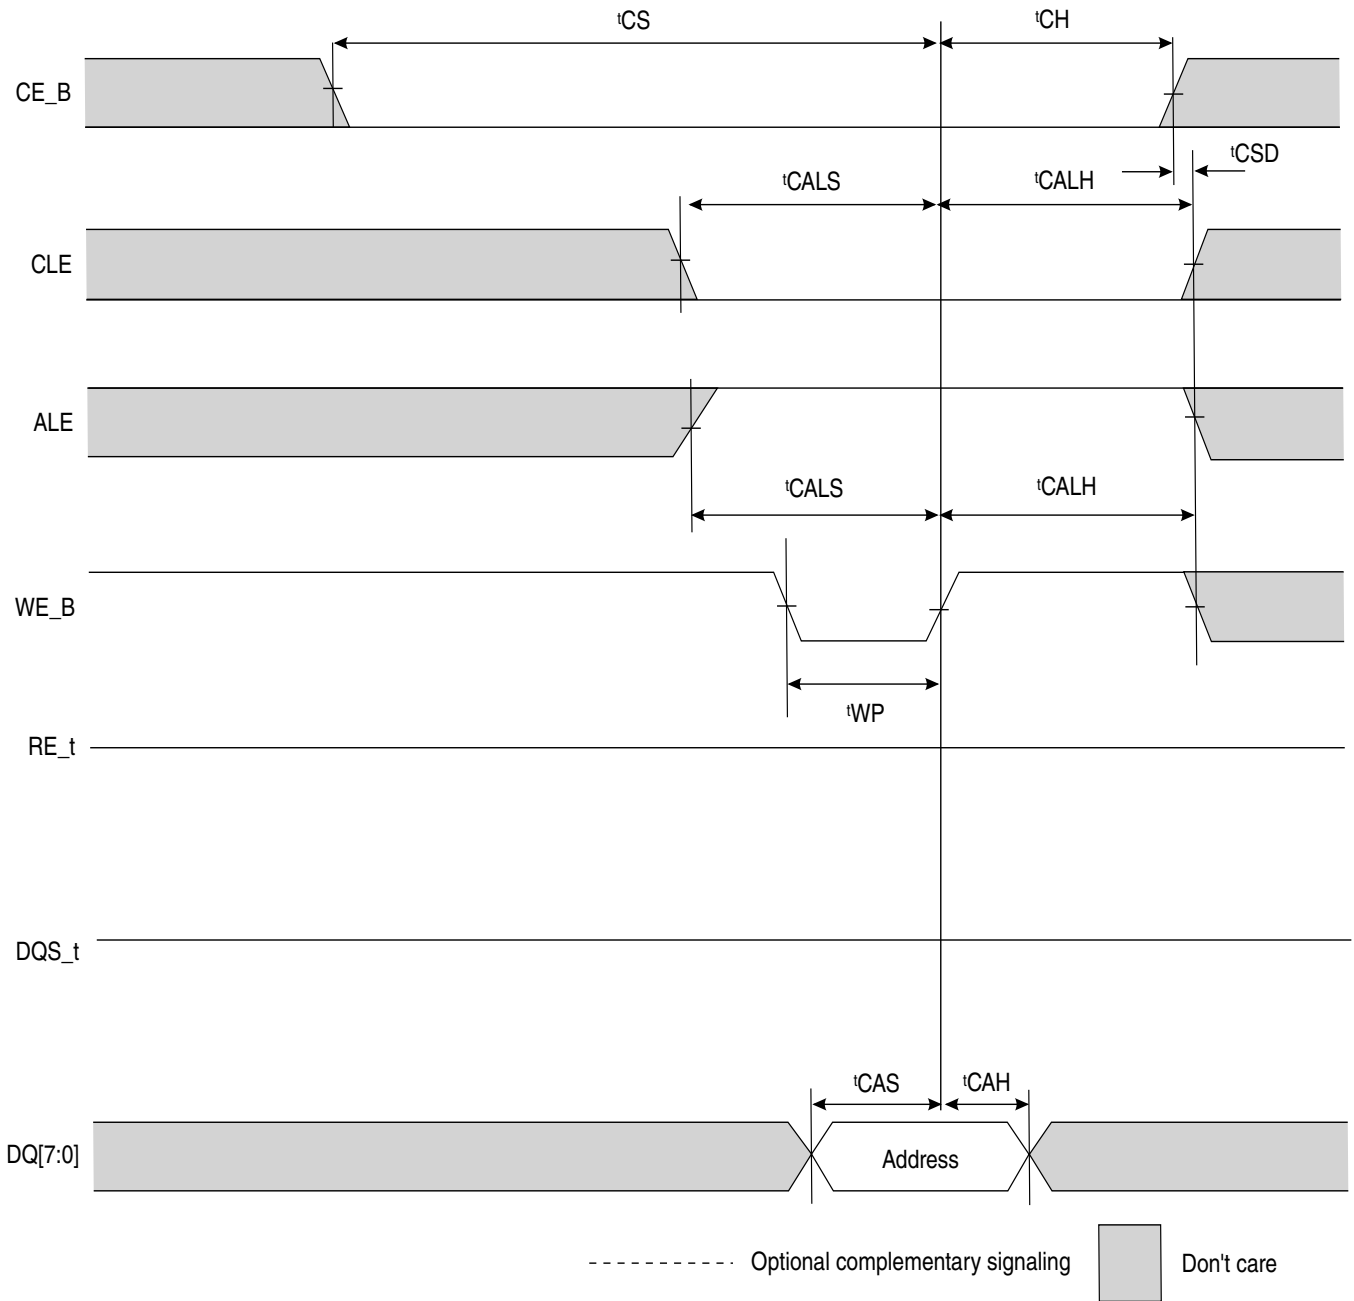 tCS
tCH
CE_B
tCSD
tCALS
tCALH
CLE
ALE
tCALS
tCALH
WE_B
tWP
RE_t
DQS_t
tCAS
tCAH
DQ[7:0]
Address
Optional complementary signaling
Don't care